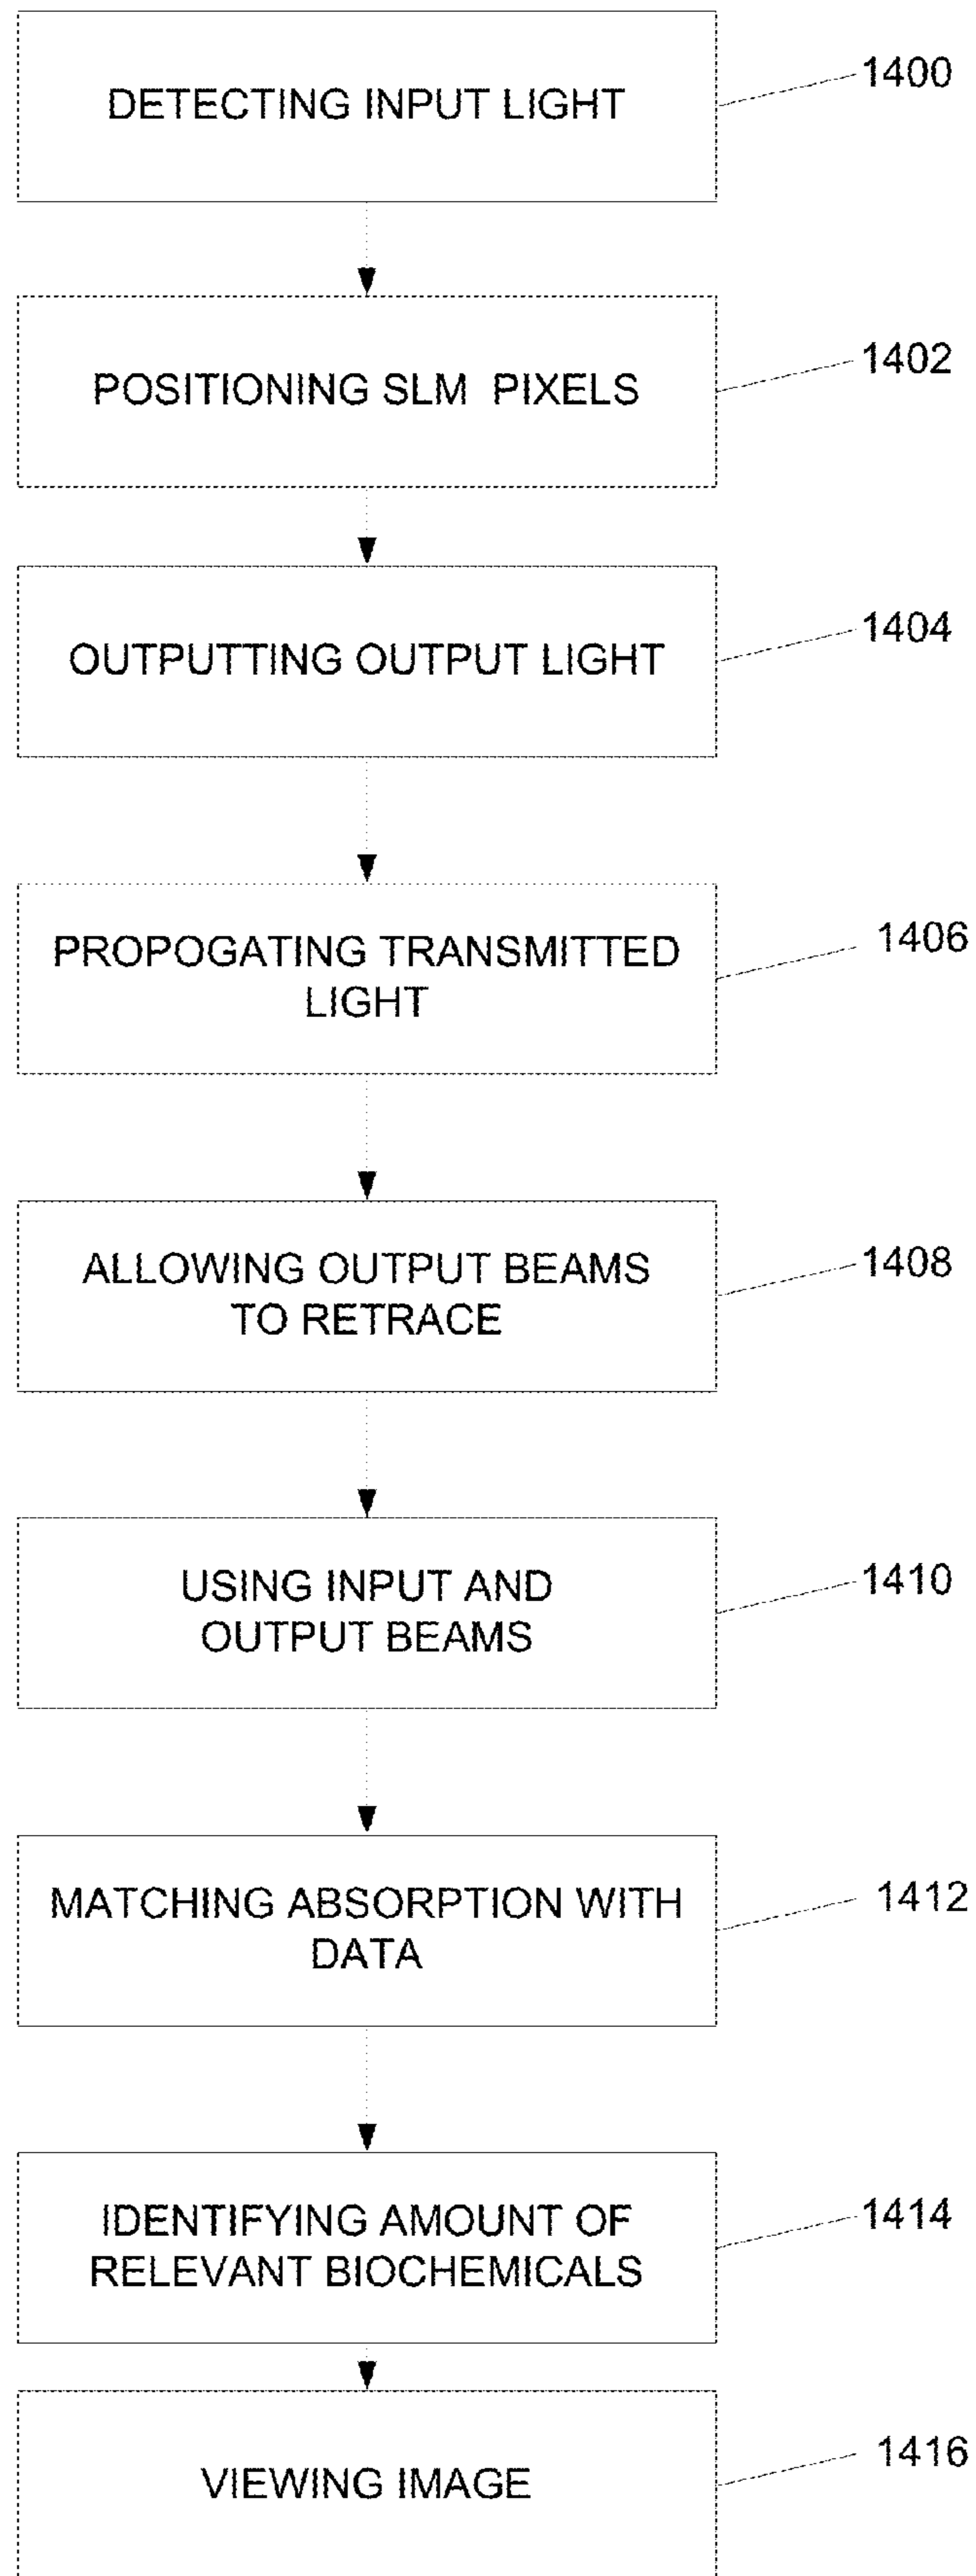 DETECTING INPUT LIGHT
1400
POSITIONING SLM PIXELS
1402
OUTPUTTING OUTPUT LIGHT
1404
PROPOGATING TRANSMITTED
LIGHT
1406
ALLOWING OUTPUT BEAMS
TO RETRACE
1408
USING INPUT AND
OUTPUT BEAMS
1410
MATCHING ABSORPTION WITH
DATA
1412
IDENTIFYING AMOUNT OF
RELEVANT BIOCHEMICALS
1414
VIEWING IMAGE
1416